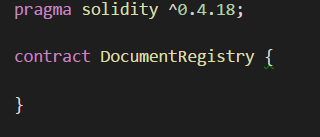 pragma solidity ^0.4.18;
contract DocumentRegistry {
}